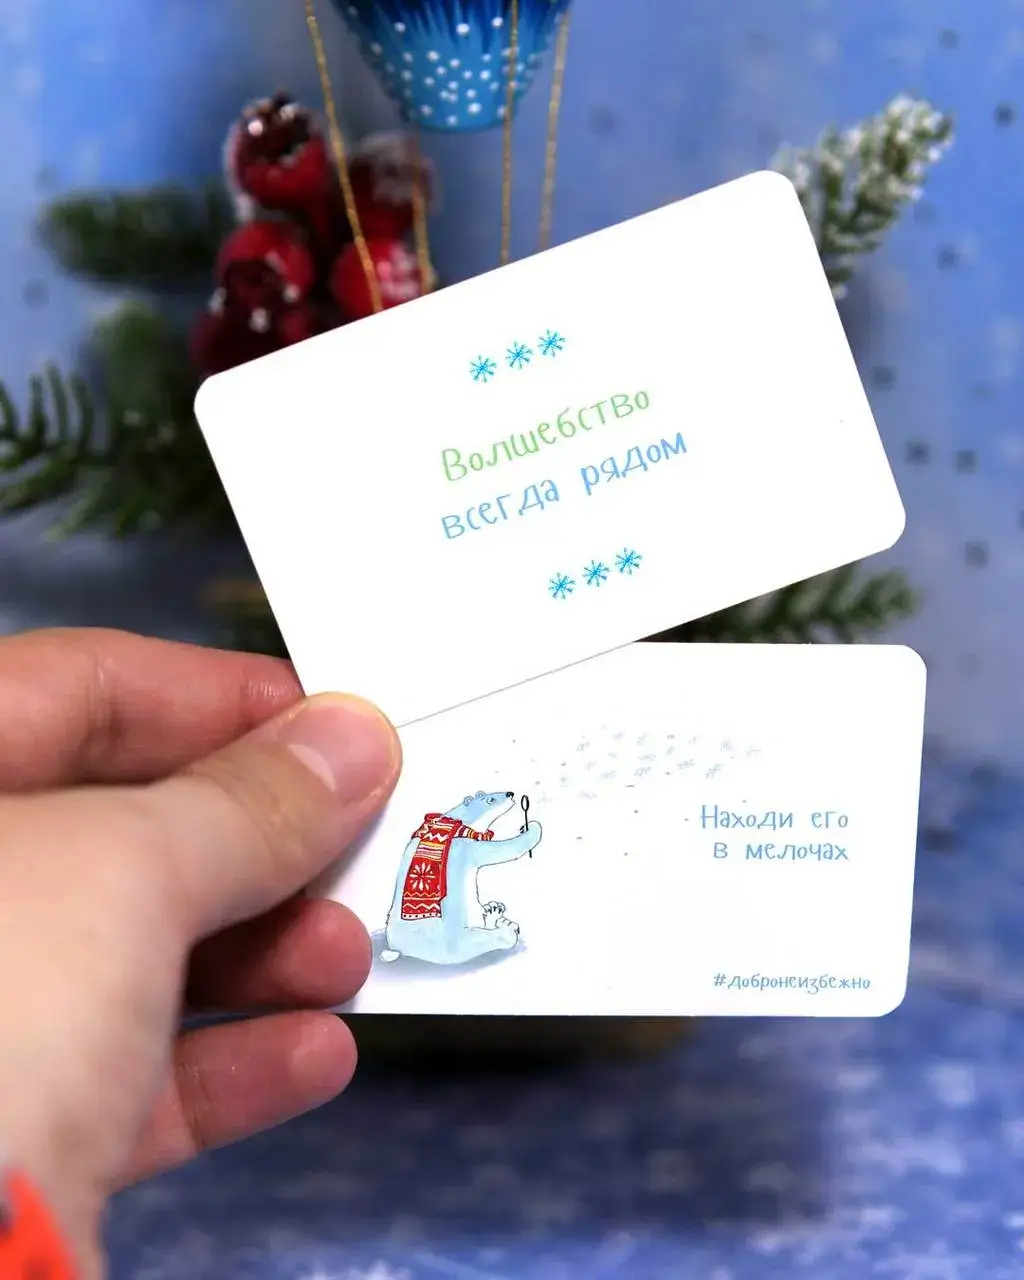 Волшебство
всегда рядом
Находи его
в мелочах
#добронеизбежно